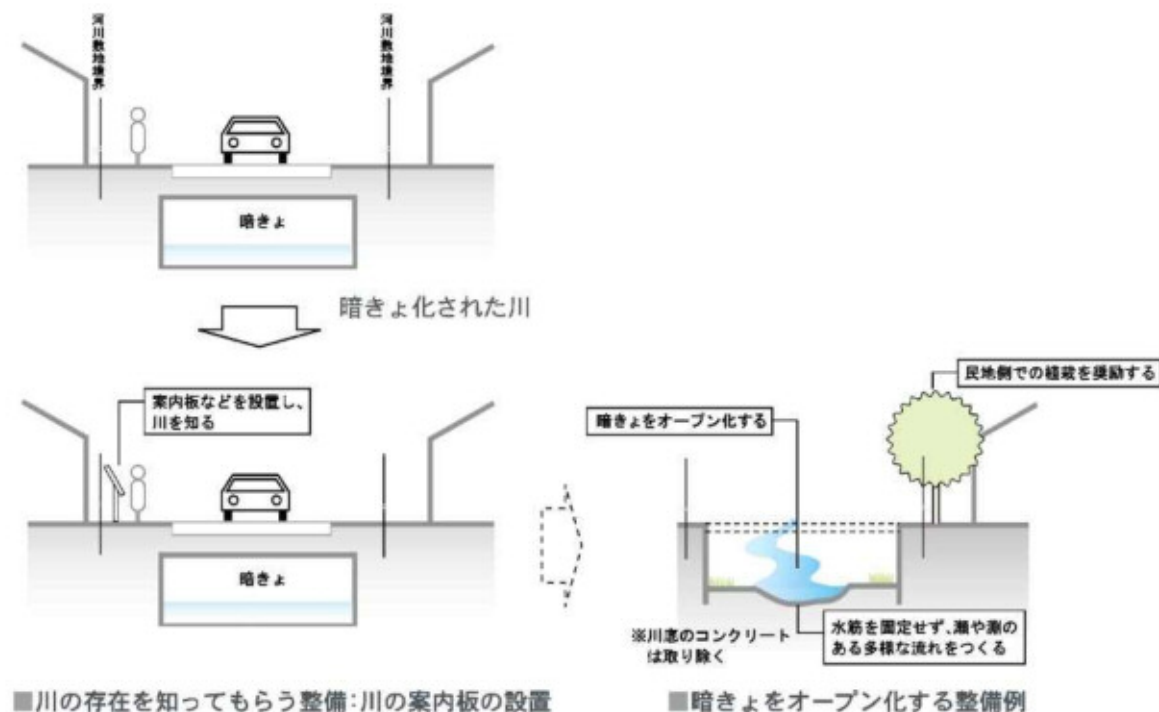 河川敷地境界
河川敷地境界
暗きょ
暗きょ化された川
案内板などを設置し、
川を知る
暗きょ
■川の存在を知ってもらう整備:川の案内板の設置
民地側での植栽を奨励する
暗きょをオープン化する
※川底のコンクリート
は取り除く
水筋を固定せず、瀬や淵の
ある多様な流れをつくる
■暗きょをオープン化する整備例